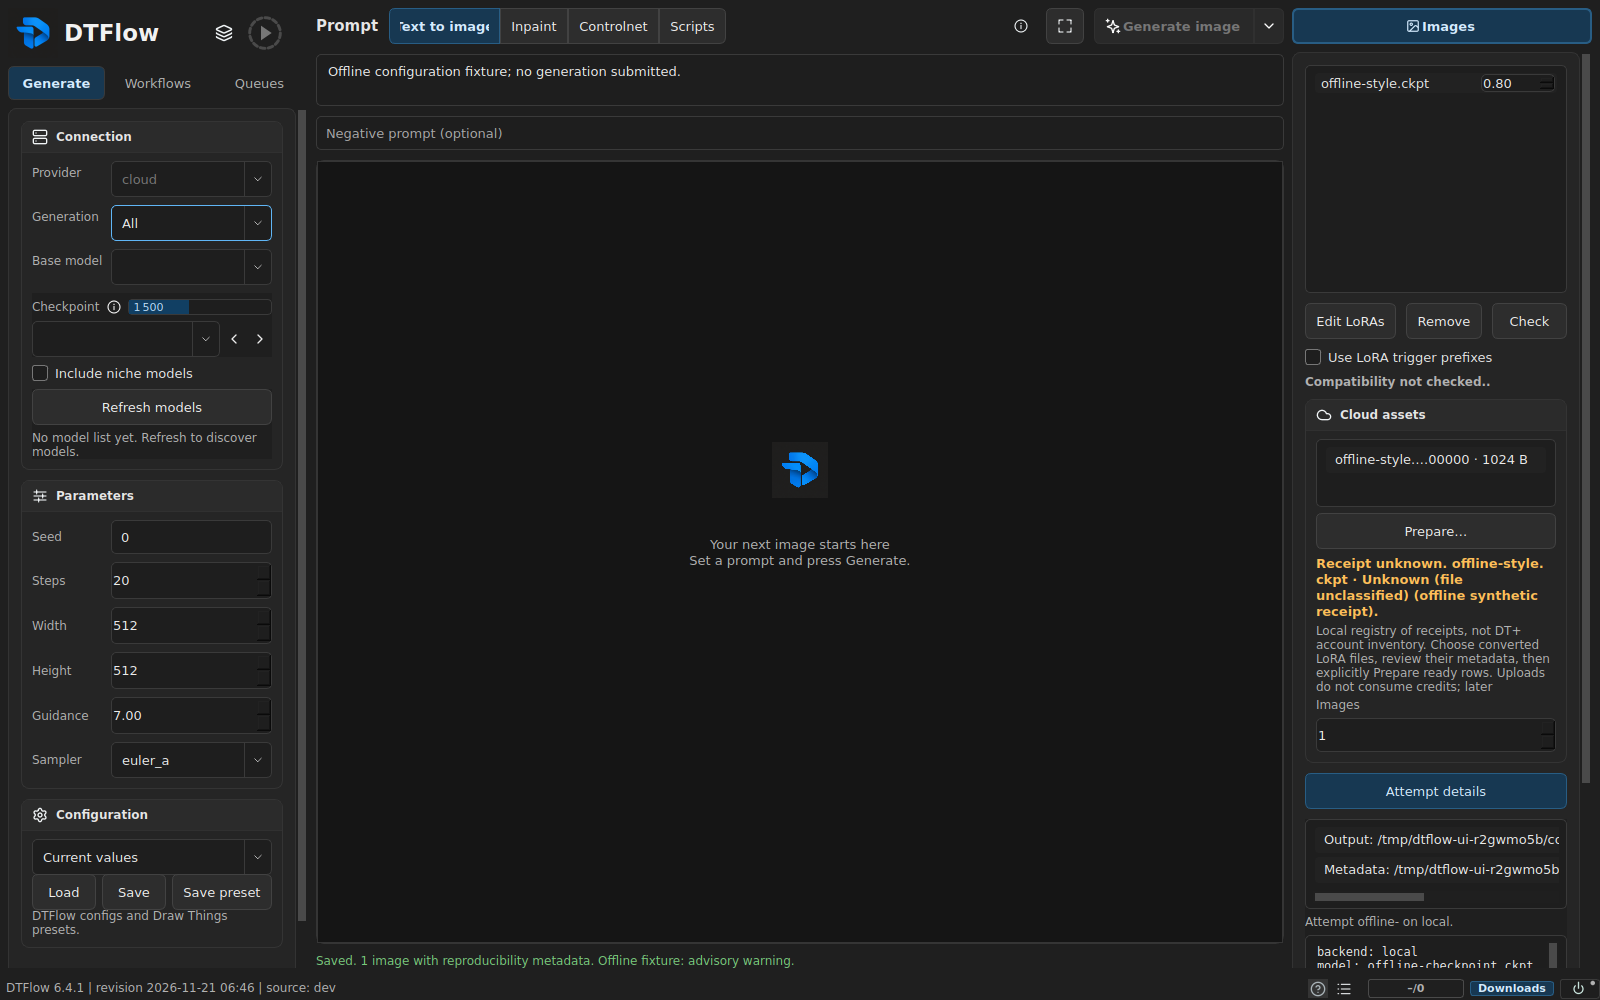 DTFlow
Generate
Workflows
Queues
Connection
Provider
cloud
Generation
All
Base model
Checkpoint
1 500
Include niche models
Refresh models
No model list yet. Refresh to discover
models.
Parameters
Seed
0
Steps
20
Width
512
Height
512
Guidance
7.00
Sampler
euler_a
Configuration
Current values
Load
Save
Save preset
DTFlow configs and Draw Things
presets.
Prompt
Text to image
Inpaint
Controlnet
Scripts
Generate image
Offline configuration fixture; no generation submitted.
Negative prompt (optional)
Your next image starts here
Set a prompt and press Generate.
Saved. 1 image with reproducibility metadata. Offline fixture: advisory warning.
Images
offline-style.ckpt
0.80
Edit LoRAs
Remove
Check
Use LoRA trigger prefixes
Compatibility not checked..
Cloud assets
offline-style....00000 · 1024 B
Prepare...
Receipt unknown. offline-style.
ckpt · Unknown (file
unclassified) (offline synthetic
receipt).
Local registry of receipts, not DT+
account inventory. Choose converted
LoRA files, review their metadata, then
explicitly Prepare ready rows. Uploads
do not consume credits; later
Images
1
Attempt details
Output: /tmp/dtflow-ui-r2gwmo5b/cc
Metadata: /tmp/dtflow-ui-r2gwmo5b
Attempt offline- on local.
backend: local
model: offline-checkpoint.ckpt
DTFlow 6.4.1 | revision 2026-11-21 06:46 | source: dev
-/0
Downloads